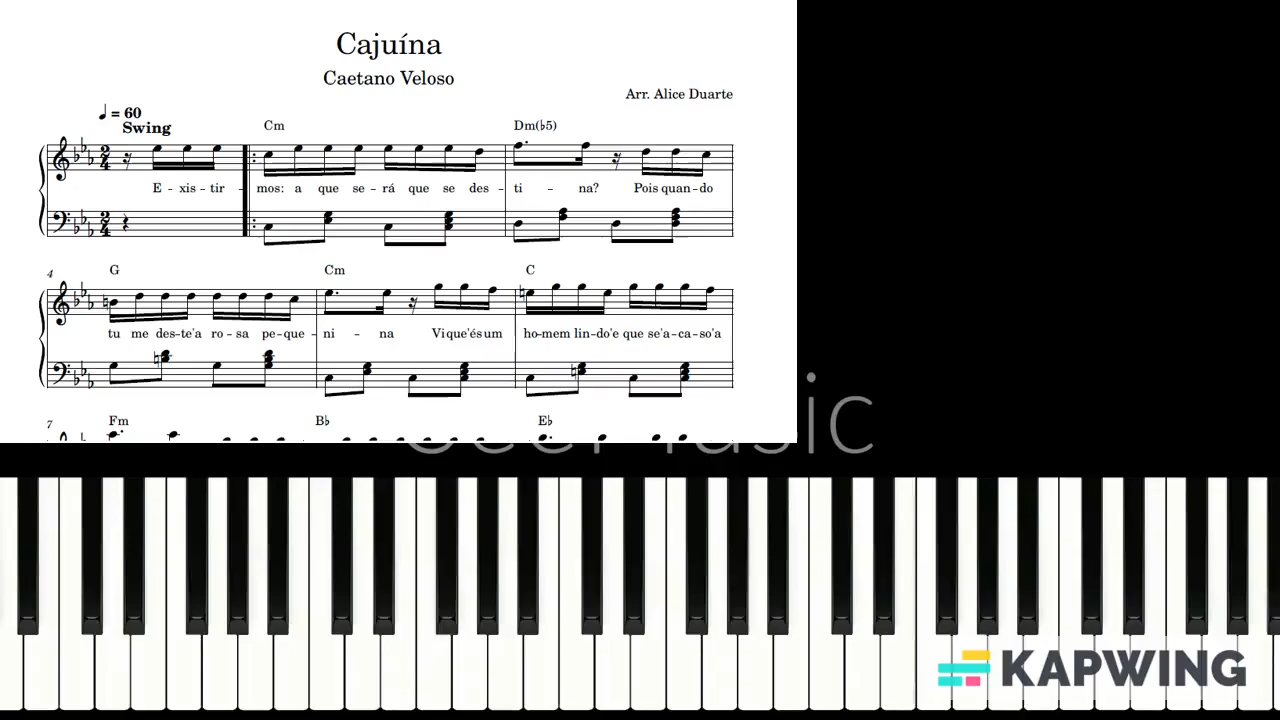 Cajuína
Caetano Veloso
Arr. Alice Duarte
♩ = 60
Swing
Cm Dm(♭5)
E - xis - tir - mos: a que se - rá que se des - ti - na? Pois quan - do
4
G Cm C
tu me des - te'a ro - sa pe - que - ni - na Vi que'és um ho - mem lin - do'e que se'a - ca - so'a
7
Fm B♭ E♭
KAPWING